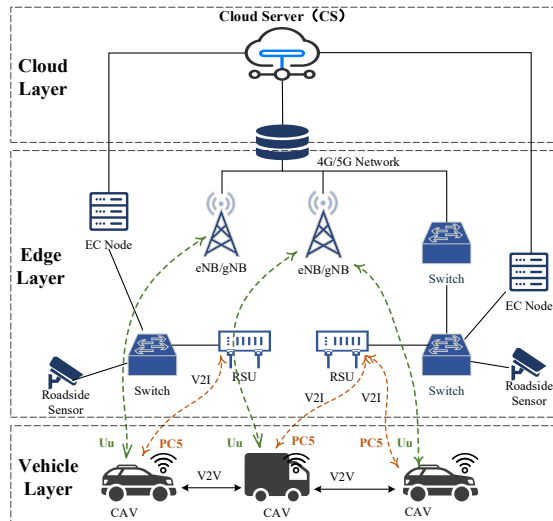 Cloud Server（CS）
Cloud
Layer
4G/5G Network
EC Node
eNB/gNB
eNB/gNB
Switch
EC Node
Edge
Layer
Switch
RSU
RSU
Switch
Roadside
Sensor
Roadside
Sensor
V2I
V2I
V2I
Uu
PC5
Uu
PC5
PC5
Uu
Vehicle
Layer
V2V
V2V
CAV
CAV
CAV